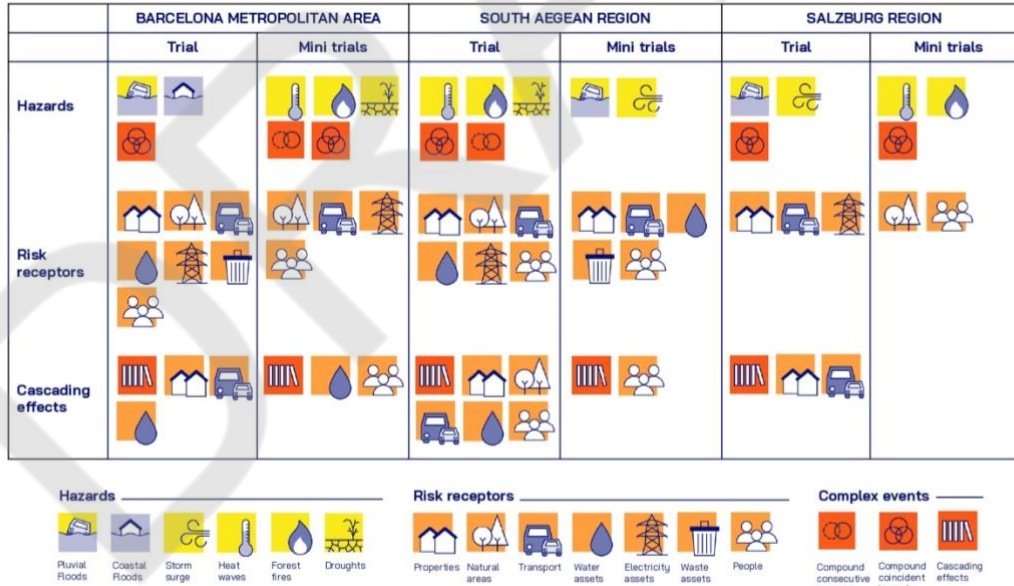 BARCELONA METROPOLITAN AREA SOUTH AEGEAN REGION SALZBURG REGION
Trial Mini trials Trial Mini trials Trial Mini trials
Hazards
Risk
receptors
Cascading
effects
Hazards Risk receptors Complex events
Pluvial Coastal Storm Heat Forest Droughts Properties Natural Transport Water Electricity Waste People Compound Compound Cascading
Floods Floods surge waves fires areas assets assets assets consecutive coincident effects